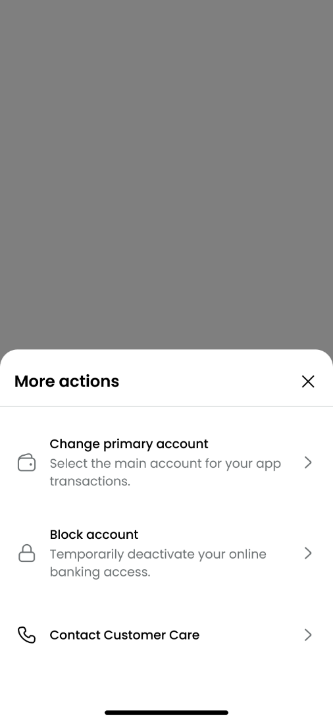 More actions
Change primary account
Select the main account for your app
transactions.
Block account
Temporarily deactivate your online
banking access.
Contact Customer Care